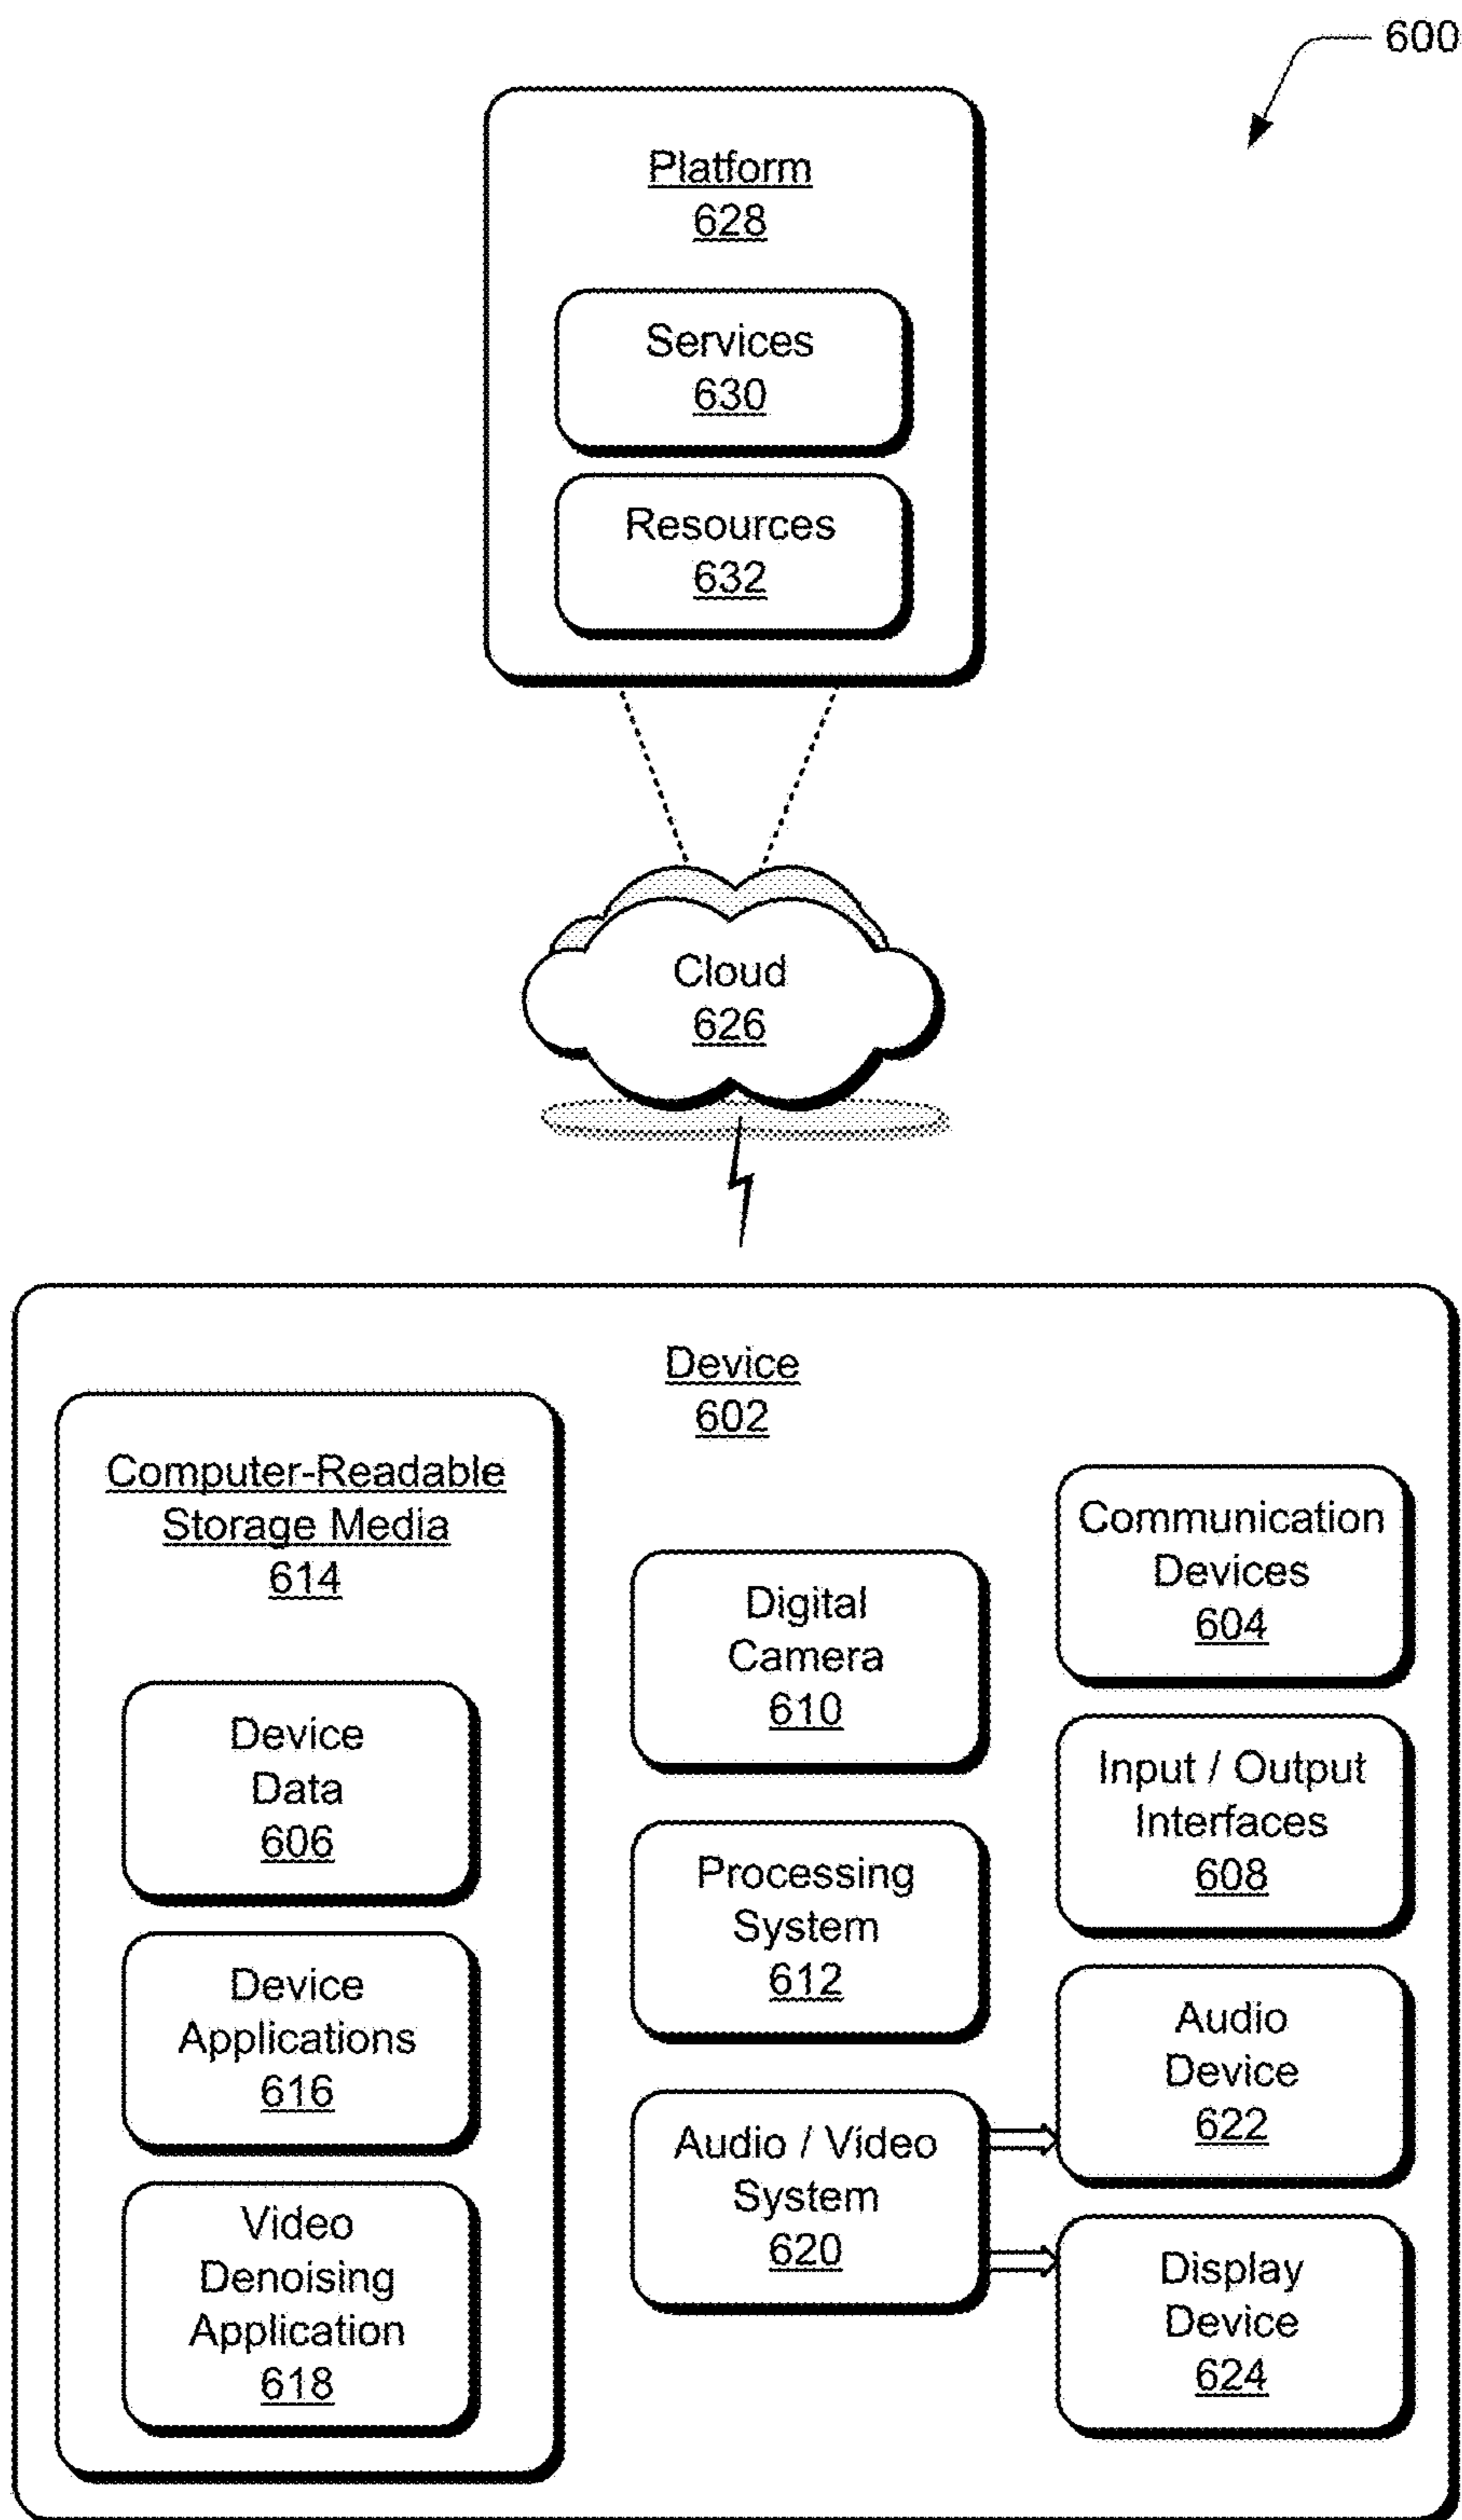 600
Platform
628
Services
630
Resources
632
Cloud
626
Device
602
Computer-Readable
Storage Media
614
Device
Data
606
Device
Applications
616
Video
Denoising
Application
618
Digital
Camera
610
Processing
System
612
Audio / Video
System
620
Communication
Devices
604
Input / Output
Interfaces
608
Audio
Device
622
Display
Device
624